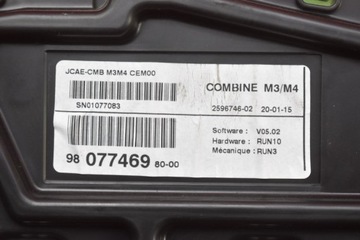 JCAE-CMB M3M4 CEM00
SN01077083
98 077469 80-00
COMBINE M3/M4
2596746-02 20-01-15
Software : V05.02
Hardware : RUN10
Mécanique : RUN3